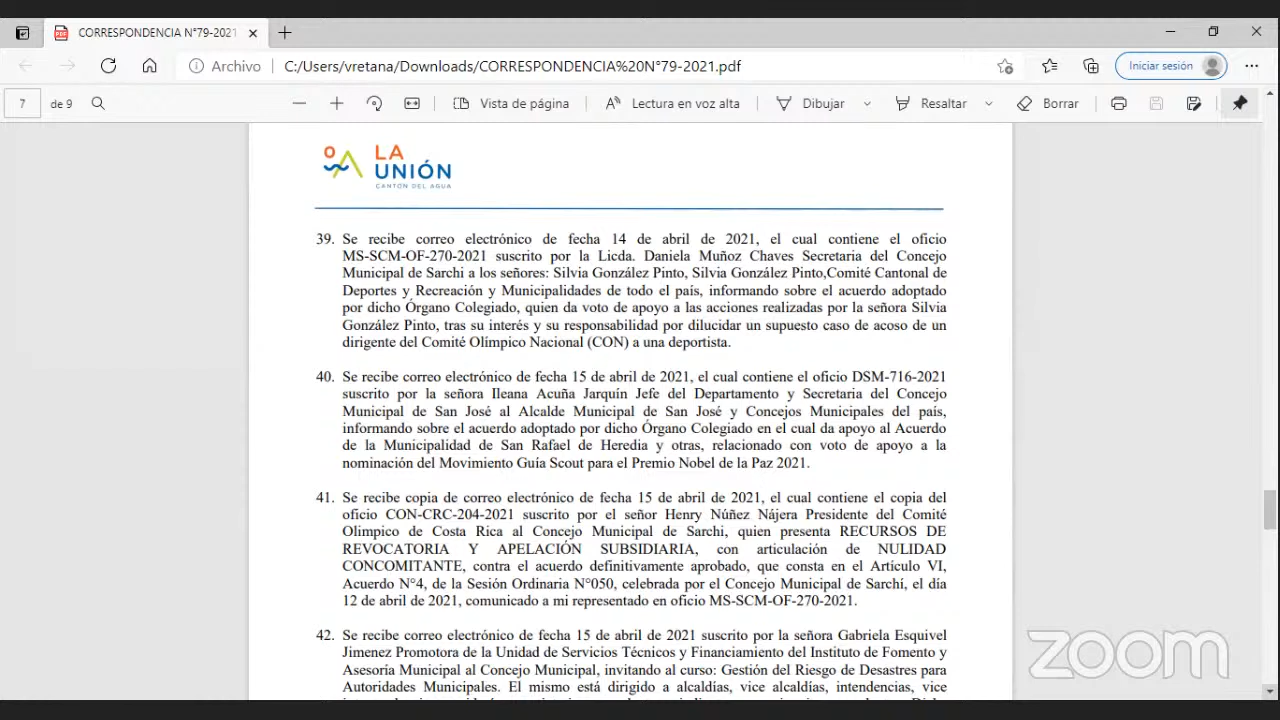 CORRESPONDENCIA N°79-2021
Archivo
C:/Users/vretana/Downloads/CORRESPONDENCIA%20N°79-2021.pdf
Iniciar sesión
7
de 9
Vista de página
Lectura en voz alta
Dibujar
Resaltar
Borrar
LA
UNIÓN
CANTÓN DEL AGUA
39. Se recibe correo electrónico de fecha 14 de abril de 2021, el cual contiene el oficio
MS-SCM-OF-270-2021 suscrito por la Licda. Daniela Muñoz Chaves Secretaria del Concejo
Municipal de Sarchi a los señores: Silvia González Pinto, Silvia González Pinto,Comité Cantonal de
Deportes y Recreación y Municipalidades de todo el país, informando sobre el acuerdo adoptado
por dicho Órgano Colegiado, quien da voto de apoyo a las acciones realizadas por la señora Silvia
González Pinto, tras su interés y su responsabilidad por dilucidar un supuesto caso de acoso de un
dirigente del Comité Olímpico Nacional (CON) a una deportista.
40. Se recibe correo electrónico de fecha 15 de abril de 2021, el cual contiene el oficio DSM-716-2021
suscrito por la señora Ileana Acuña Jarquín Jefe del Departamento y Secretaria del Concejo
Municipal de San José al Alcalde Municipal de San José y Concejos Municipales del país,
informando sobre el acuerdo adoptado por dicho Órgano Colegiado en el cual da apoyo al Acuerdo
de la Municipalidad de San Rafael de Heredia y otras, relacionado con voto de apoyo a la
nominación del Movimiento Guía Scout para el Premio Nobel de la Paz 2021.
41. Se recibe copia de correo electrónico de fecha 15 de abril de 2021, el cual contiene el copia del
oficio CON-CRC-204-2021 suscrito por el señor Henry Núñez Nájera Presidente del Comité
Olimpico de Costa Rica al Concejo Municipal de Sarchi, quien presenta RECURSOS DE
REVOCATORIA Y APELACIÓN SUBSIDIARIA, con articulación de NULIDAD
CONCOMITANTE, contra el acuerdo definitivamente aprobado, que consta en el Artículo VI,
Acuerdo N°4, de la Sesión Ordinaria N°050, celebrada por el Concejo Municipal de Sarchí, el día
12 de abril de 2021, comunicado a mi representado en oficio MS-SCM-OF-270-2021.
42. Se recibe correo electrónico de fecha 15 de abril de 2021 suscrito por la señora Gabriela Esquivel
Jimenez Promotora de la Unidad de Servicios Técnicos y Financiamiento del Instituto de Fomento y
Asesoría Municipal al Concejo Municipal, invitando al curso: Gestión del Riesgo de Desastres para
Autoridades Municipales. El mismo está dirigido a alcaldías, vice alcaldías, intendencias, vice
zoom